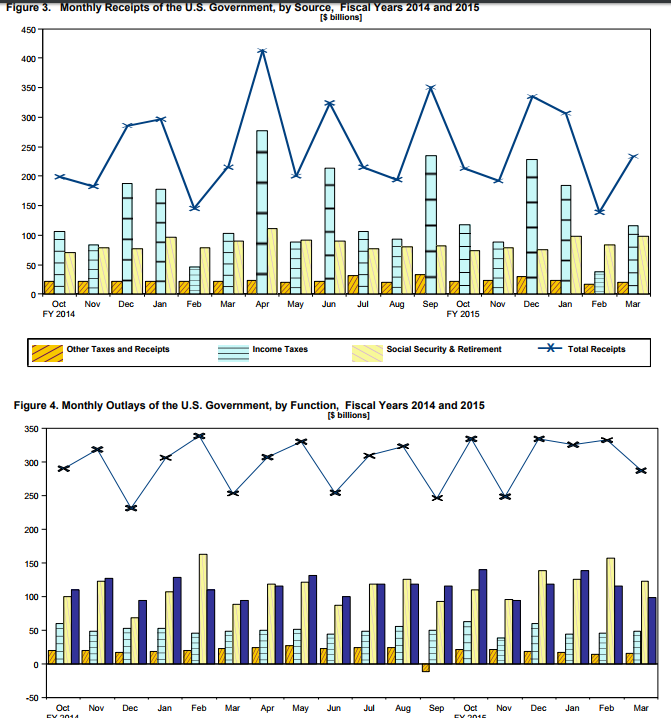 Figure 3. Monthly Receipts of the U.S. Government, by Source, Fiscal Years 2014 and 2015
[$ billions]
450
400
350
300
250
200
150
100
50
0
Oct Nov Dec Jan Feb Mar Apr May Jun Jul Aug Sep Oct Nov Dec Jan Feb Mar
FY 2014 FY 2015
Other Taxes and Receipts Income Taxes Social Security & Retirement Total Receipts
Figure 4. Monthly Outlays of the U.S. Government, by Function, Fiscal Years 2014 and 2015
[$ billions]
350
300
250
200
150
100
50
0
-50
Oct Nov Dec Jan Feb Mar Apr May Jun Jul Aug Sep Oct Nov Dec Jan Feb Mar
FY 2014 FY 2015